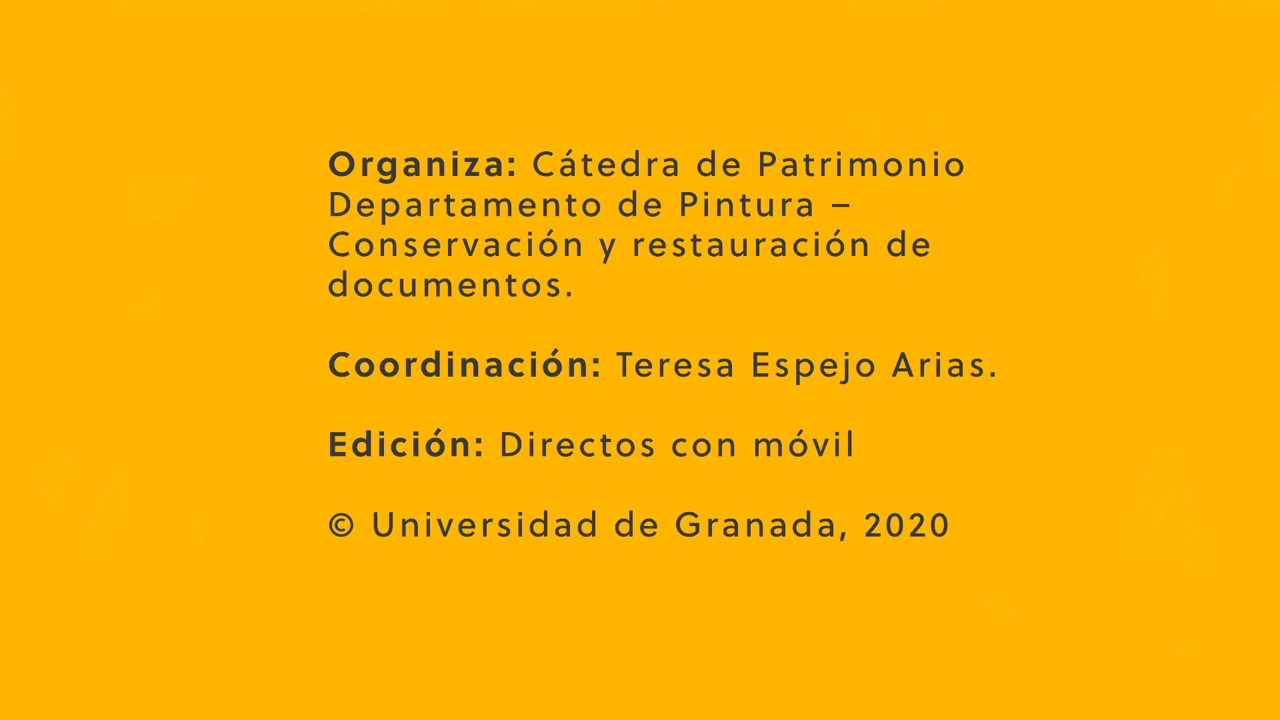 Organiza: Cátedra de Patrimonio
Departamento de Pintura –
Conservación y restauración de
documentos.
Coordinación: Teresa Espejo Arias.
Edición: Directos con móvil
© Universidad de Granada, 2020